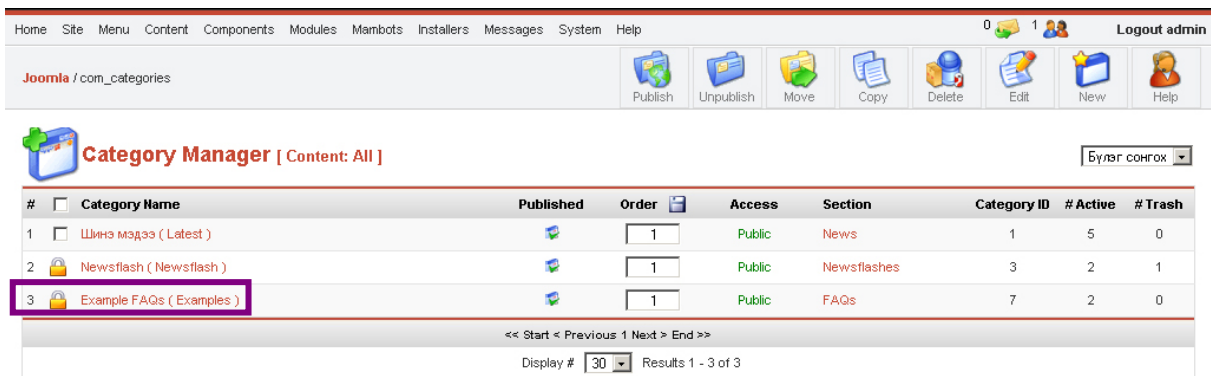 Home Site Menu Content Components Modules Mambots Installers Messages System Help 0 1 Logout admin
Joomla / com_categories
Publish Unpublish Move Copy Delete Edit New Help
Category Manager [ Content: All ] Бүлэг сонгох
# Category Name Published Order Access Section Category ID # Active # Trash
1 Шинэ мэдээ ( Latest ) 1 Public News 1 5 0
2 Newsflash ( Newsflash ) 1 Public Newsflashes 3 2 1
3 Example FAQs ( Examples ) 1 Public FAQs 7 2 0
<< Start < Previous 1 Next > End >>
Display # 30 Results 1 - 3 of 3